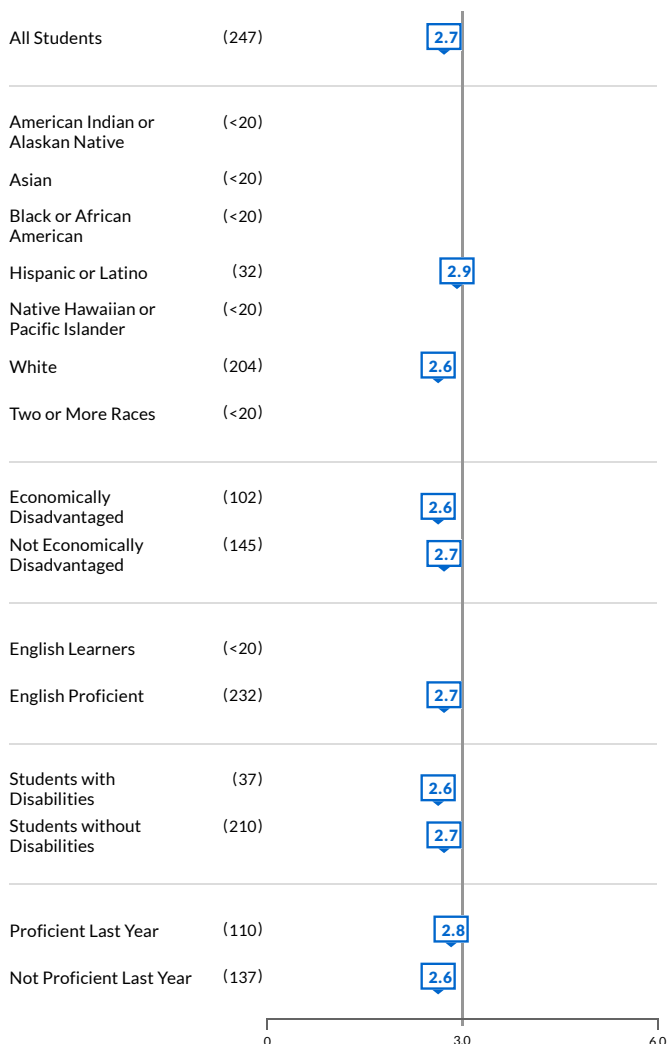 All Students (247) 2.7
American Indian or (<20)
Alaskan Native
Asian (<20)
Black or African (<20)
American
Hispanic or Latino (32) 2.9
Native Hawaiian or (<20)
Pacific Islander
White (204) 2.6
Two or More Races (<20)
Economically (102) 2.6
Disadvantaged
Not Economically (145) 2.7
Disadvantaged
English Learners (<20)
English Proficient (232) 2.7
Students with (37) 2.6
Disabilities
Students without (210) 2.7
Disabilities
Proficient Last Year (110) 2.8
Not Proficient Last Year (137) 2.6
0 3.0 6.0